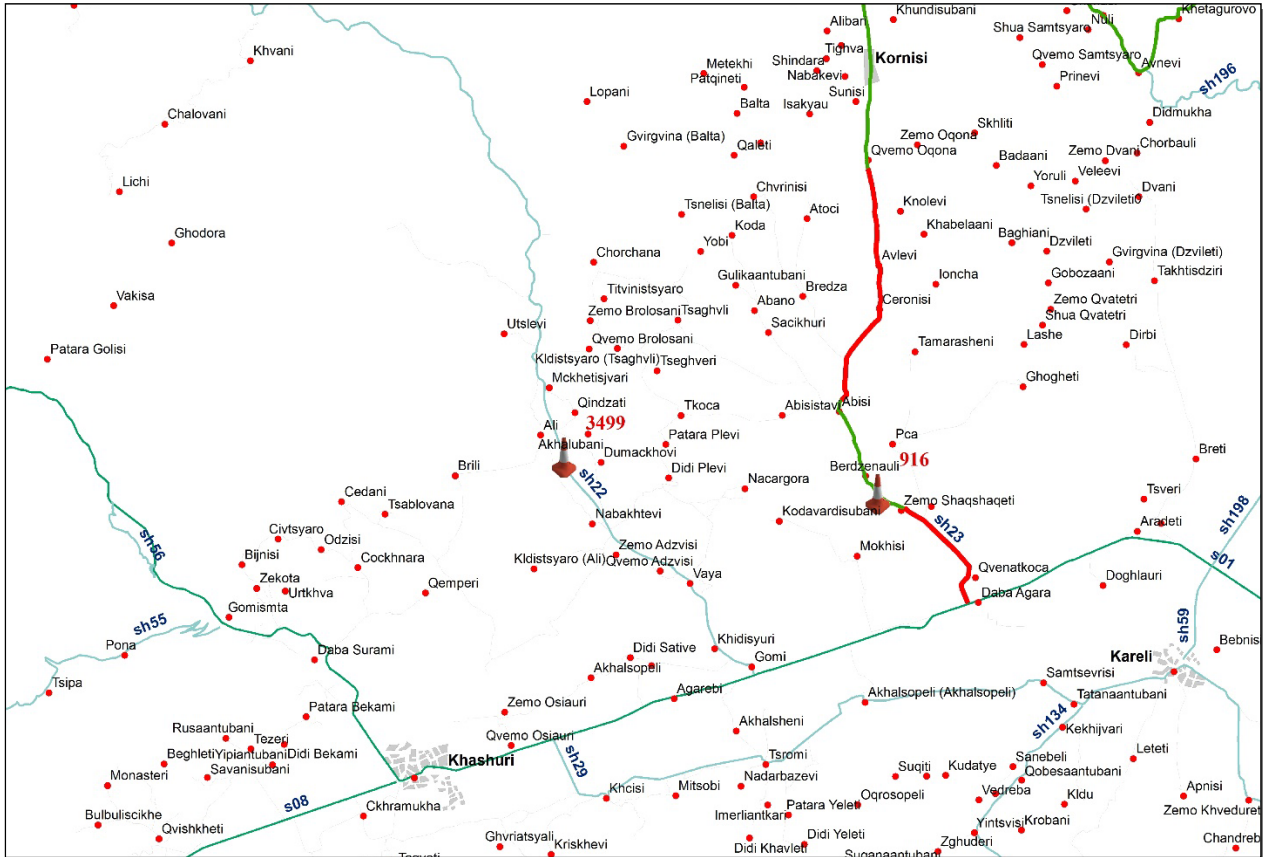 Khundisubani
Nuli
Khetagurovo
Alibari
Shua Samtsyaro
Khvani
Tighva
Shindara
Kornisi
Metekhi
Nabakevi
Qvemo Samtsyaro
Avnevi
Patqineti
Prinevi
sh196
Lopani
Sunisi
Balta
Isakyau
Chalovani
Didmukha
Skhliti
Gvirgvina (Balta)
Zemo Oqona
Qaleti
Qvemo Oqona
Badaani
Zemo Dvani
Chorbauli
Yoruli
Veleevi
Lichi
Chvrinisi
Dvani
Tsnelisi (Balta)
Atoci
Knolevi
Tsnelisi (Dzvileti)
Koda
Khabelaani
Ghodora
Yobi
Baghiani
Dzvileti
Chorchana
Avlevi
Gvirgvina (Dzvileti)
Gulikaantubani
Ioncha
Gobozaani
Takhtisdziri
Titvinistsyaro
Bredza
Vakisa
Abano
Ceronisi
Zemo Qvatetri
Zemo Brolosani
Tsaghvli
Shua Qvatetri
Utslevi
Sacikhuri
Qvemo Brolosani
Lashe
Dirbi
Patara Golisi
Kldistsyaro (Tsaghvli)
Tseghveri
Tamarasheni
Mckhetisjvari
Ghogheti
Qindzati
Tkoca
Abisistavi
Abisi
3499
Ali
Akhalubani
Patara Plevi
Pca
Dumackhovi
916
Brili
Didi Plevi
Berdzenauli
Breti
sh22
Nacargora
Cedani
Tsablovana
Tsveri
sh198
Nabakhtevi
Kodavardisubani
Zemo Shaqshaqeti
sh23
Civtsyaro
Aradeti
sh56
Odzisi
Bijnisi
Cockhnara
Kldistsyaro (Ali)
Zemo Adzvisi
Qvemo Adzvisi
Mokhisi
s01
Zekota
Urtkhva
Qemperi
Vaya
Qvenatkoca
Doghlauri
Gomismta
Daba Agara
sh55
sh59
Pona
Daba Surami
Didi Sative
Khidisyuri
Bebnisi
Tsipa
Akhalsopeli
Gomi
Kareli
Samtsevrisi
Agarebi
Akhalsopeli (Akhalsopeli)
Tatanaantubani
Zemo Osiauri
Patara Bekami
sh134
Rusaantubani
Akhalsheni
Kekhijvari
Tezeri
Qvemo Osiauri
Beghleti
Yipiantubani
Didi Bekami
Khashuri
Leteti
Savanisubani
Tsromi
Sanebeli
Monasteri
sh29
Suqiti
Kudatye
Qobesaantubani
Nadarbazevi
s08
Khcisi
Mitsobi
Vedreba
Kldu
Apnisi
Patara Yeleti
Oqrosopeli
Zemo Khvedureti
Bulbuliscikhe
Ckhramukha
Imerliantkari
Yintsvisi
Krobani
Qvishkheti
Ghvriatsyali
Kriskhevi
Didi Yeleti
Zghuderi
Didi Khavleti
Chandreb